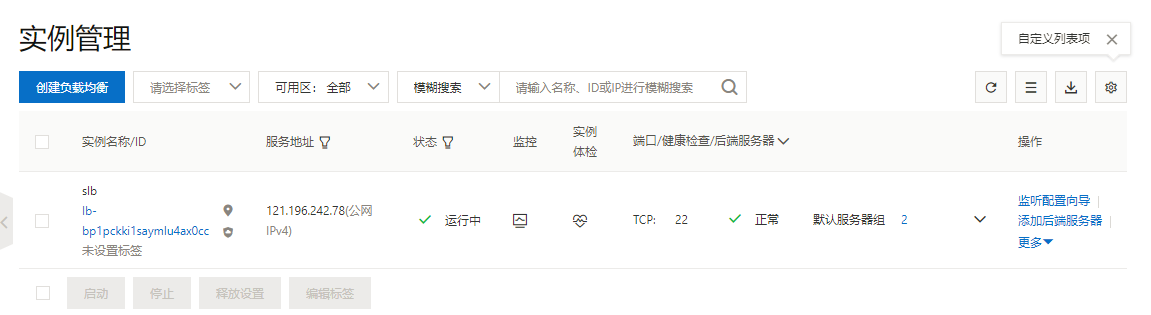 实例管理
自定义列表项
创建负载均衡
请选择标签
可用区： 全部
模糊搜索
请输入名称、ID或IP进行模糊搜索
实例名称/ID
服务地址
状态
监控
实例
体检
端口/健康检查/后端服务器
操作
slb
lb-
bp1pckki1saymlu4ax0cc
未设置标签
121.196.242.78(公网
IPv4)
运行中
TCP: 22
正常
默认服务器组 2
监听配置向导
添加后端服务器
更多
启动
停止
释放设置
编辑标签